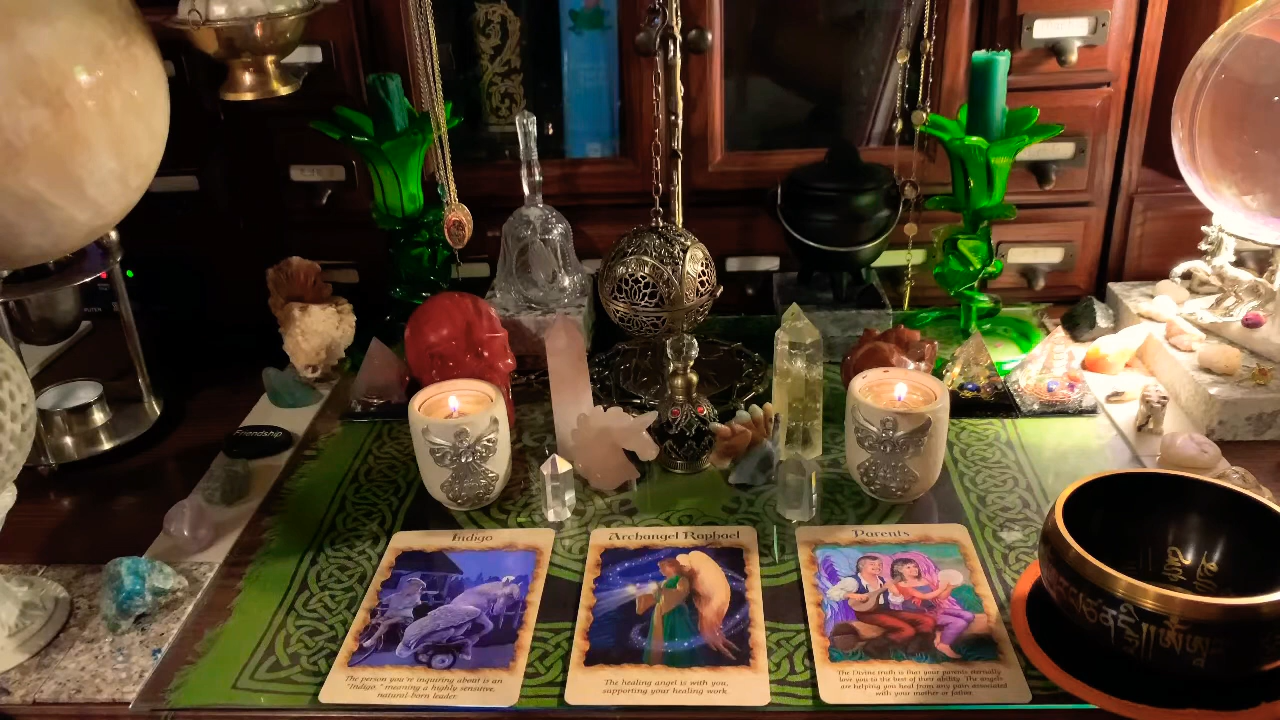 Friendship
Indigo
The person you're inquiring about is an
"Indigo," meaning a highly sensitive,
natural-born leader.
Archangel Raphael
The healing angel is with you,
supporting your healing work.
Parents
The Divine truth is that your parents eternally
love you to the best of their ability. The angels
are helping you heal from any pain associated
with your mother or father.